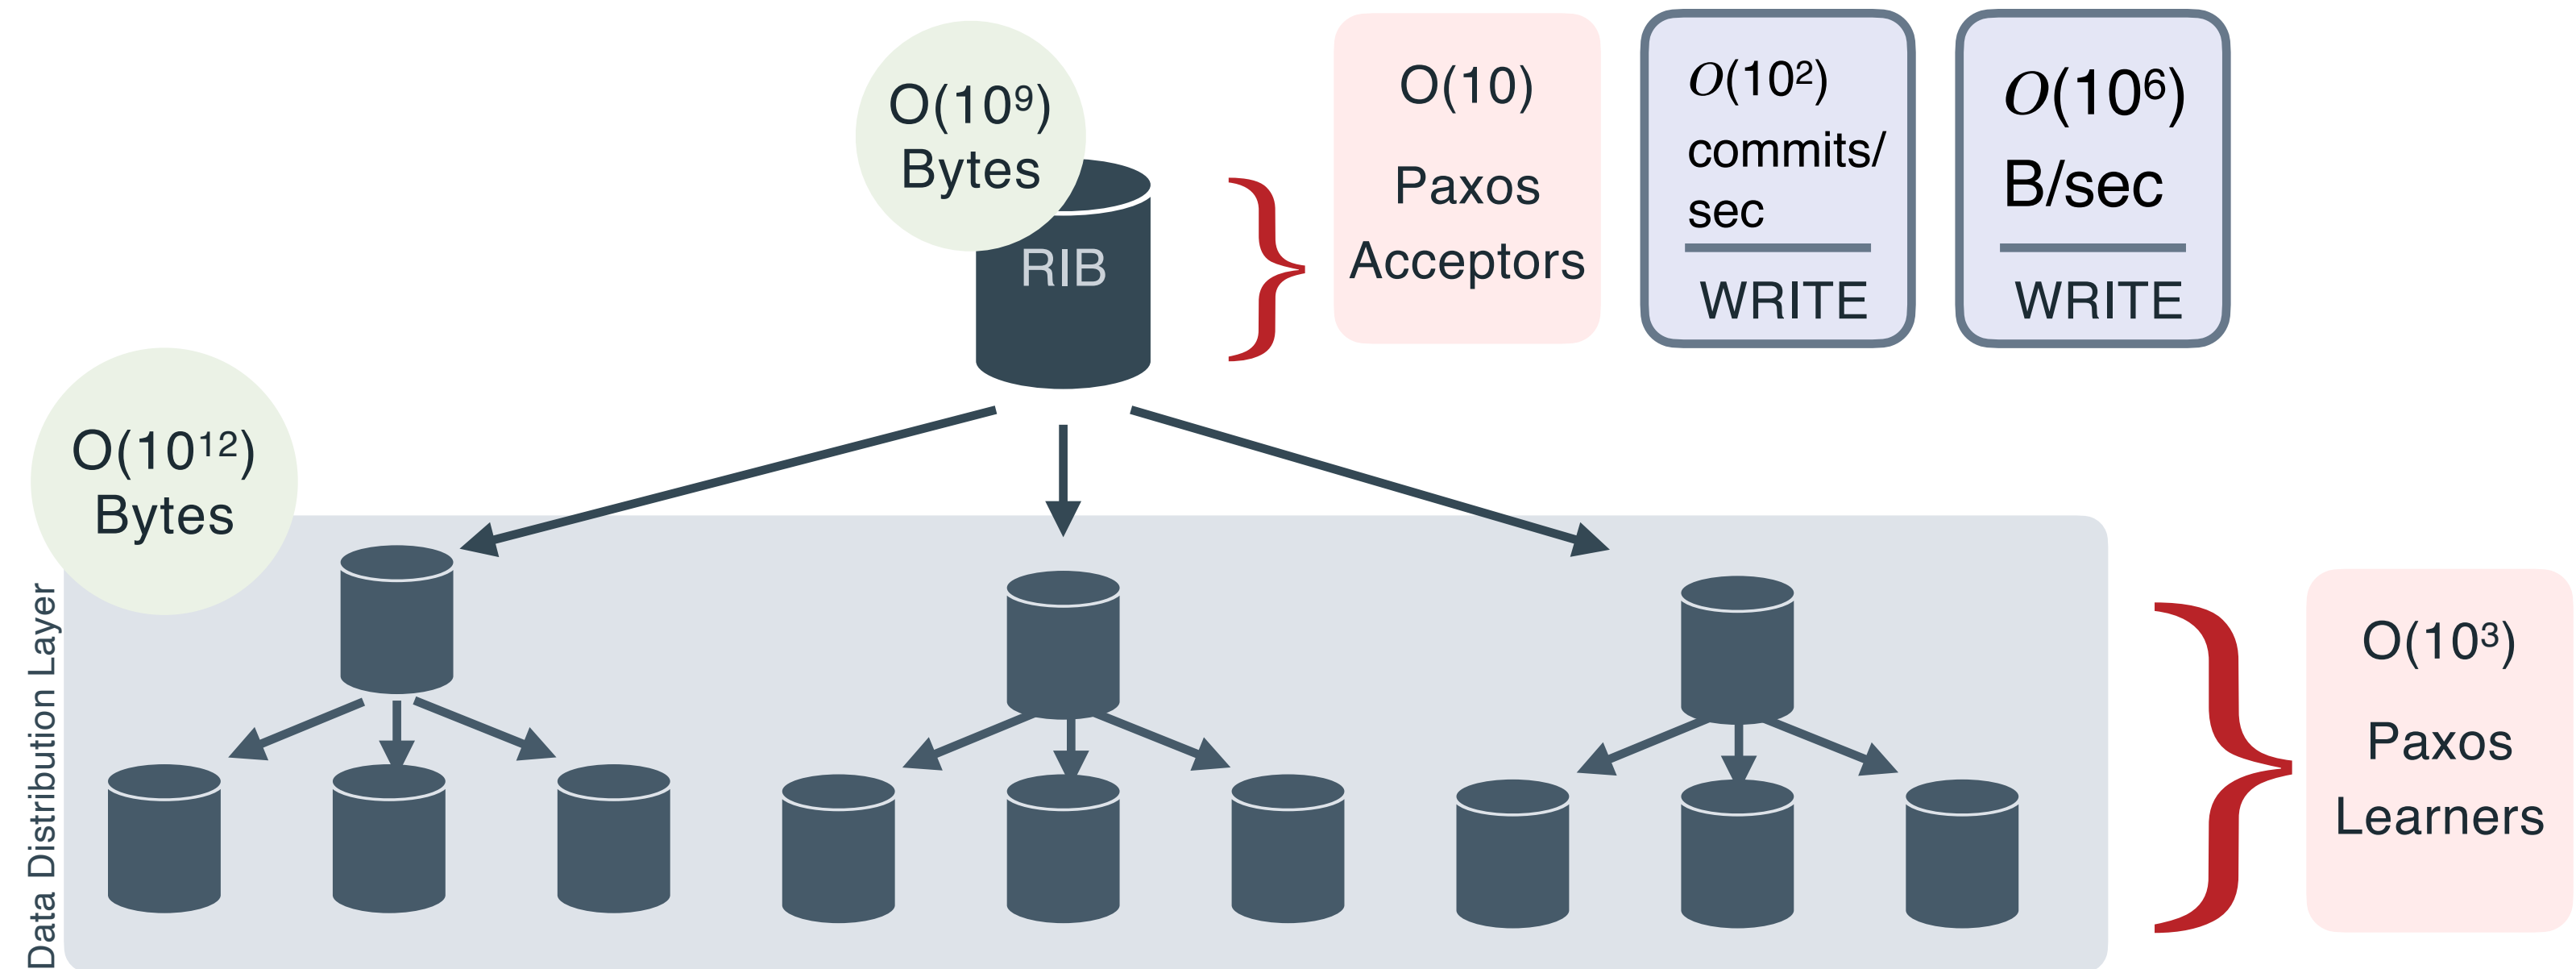 O(10⁹)
Bytes
RIB
O(10)
Paxos
Acceptors
O(10²)
commits/
sec
WRITE
O(10⁶)
B/sec
WRITE
O(10¹²)
Bytes
Data Distribution Layer
O(10³)
Paxos
Learners